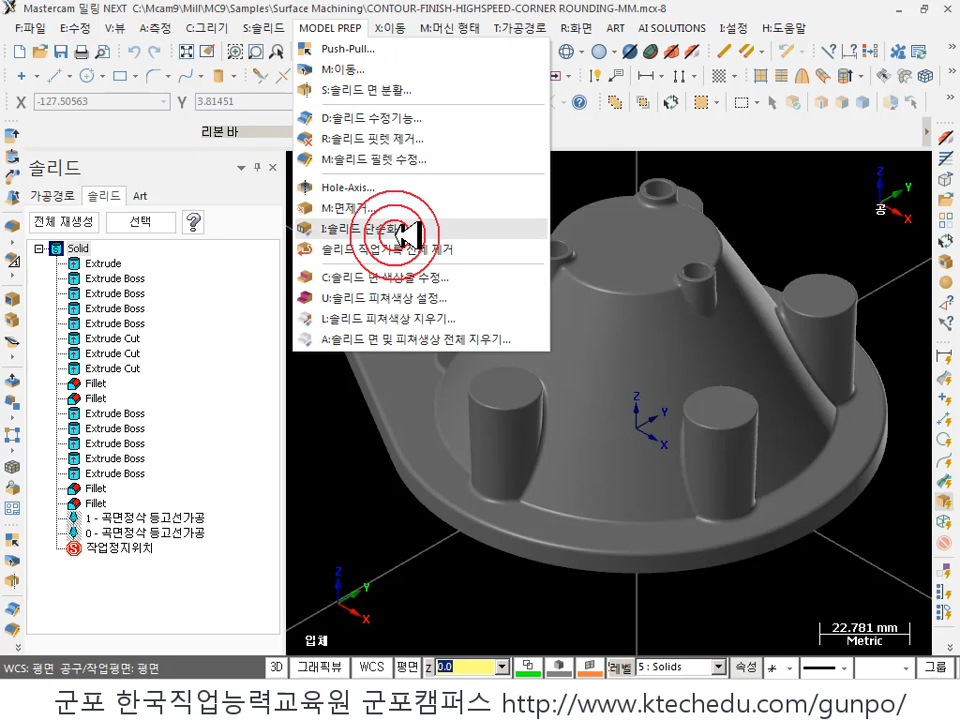 Mastercam 밀링 NEXT C:\Mcam9\Mill\MC9\Samples\Surface Machining\CONTOUR-FINISH-HIGHSPEED-CORNER ROUNDING-MM.mcx-8
F:파일 E:수정 V:뷰 A:측정 C:그리기 S:솔리드 MODEL PREP X:이동 M:머신 형태 T:가공경로 R:화면 ART AI SOLUTIONS I:설정 H:도움말
Push-Pull...
M:이동...
S:솔리드 면 분활...
D:솔리드 수정기능...
R:솔리드 핏렛 제거...
M:솔리드 필렛 수정...
Hole-Axis...
M:면제거...
I:솔리드 단순화
솔리드 작업기록 전체 제거
C:솔리드 면 색상을 수정...
U:솔리드 피쳐색상 설정...
L:솔리드 피쳐색상 지우기...
A:솔리드 면 및 피쳐생상 전체 지우기...
X -127.50563 Y 3.81451
리본 바
솔리드
가공경로 솔리드 Art
전체 재생성 선택
Solid
Extrude
Extrude Boss
Extrude Boss
Extrude Boss
Extrude Boss
Extrude Cut
Extrude Cut
Extrude Cut
Fillet
Fillet
Extrude Boss
Extrude Boss
Extrude Boss
Extrude Boss
Extrude Boss
Fillet
Fillet
1 - 곡면정삭 등고선가공
0 - 곡면정삭 등고선가공
작업정지위치
Z Y X 공
Z Y X
Z Y X
입체
22.781 mm
Metric
WCS: 평면 공구/작업평면: 평면 3D 그래픽뷰 WCS 평면 Z 0.0 레벨 5 : Solids 속성 그룹
군포 한국직업능력교육원 군포캠퍼스 http://www.ktechedu.com/gunpo/